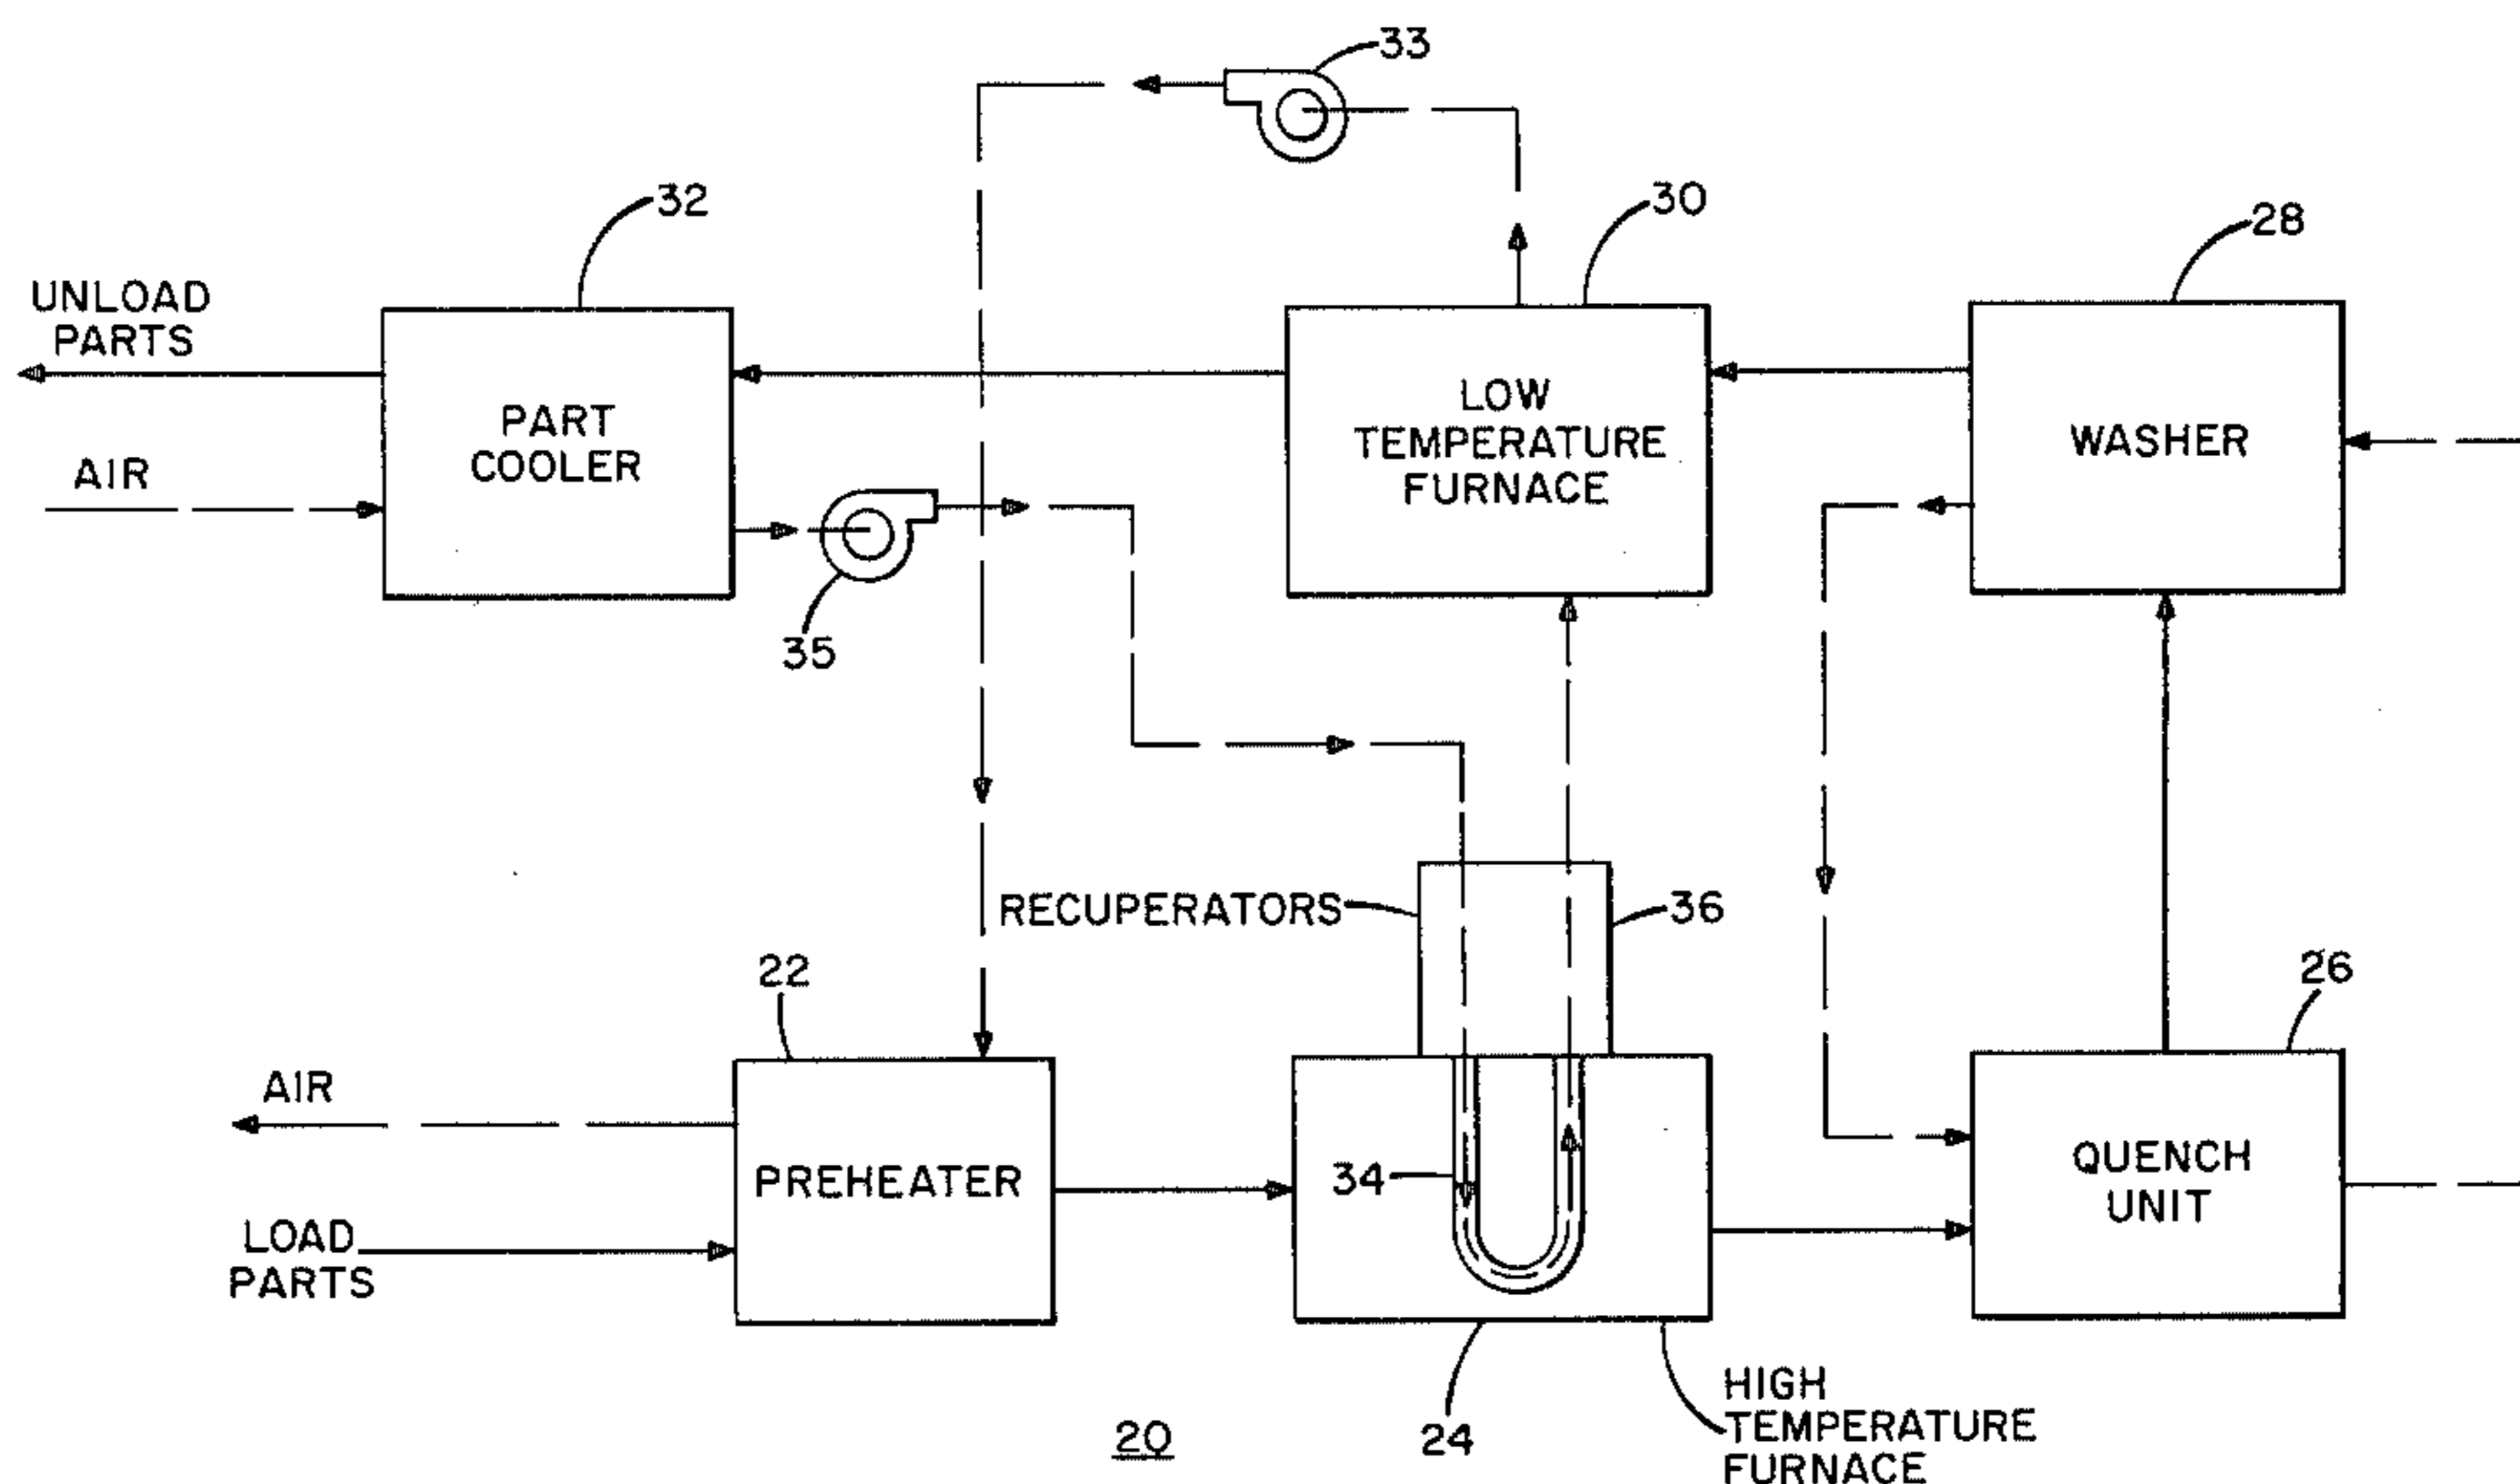 33
32
30
28
UNLOAD
PARTS
AIR
PART
COOLER
LOW
TEMPERATURE
FURNACE
WASHER
35
RECUPERATORS
36
22
26
AIR
PREHEATER
LOAD
PARTS
34
QUENCH
UNIT
20
24
HIGH
TEMPERATURE
FURNACE